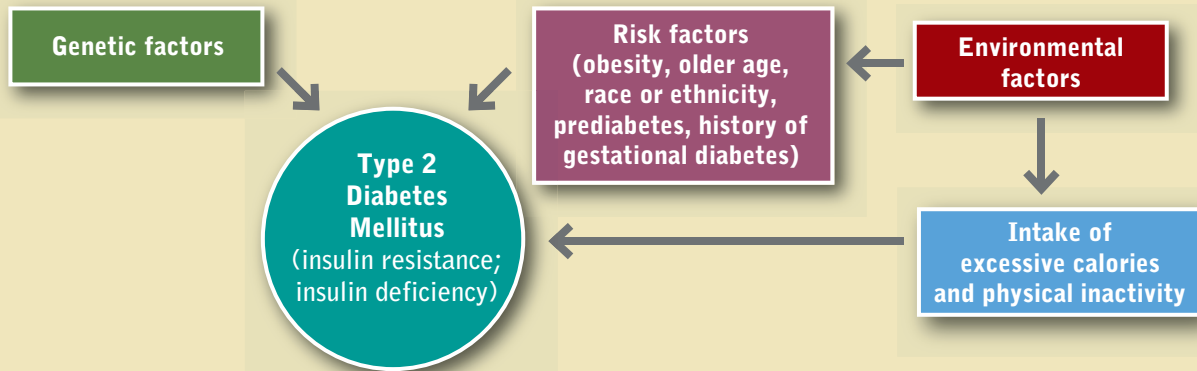 Genetic factors
Risk factors
(obesity, older age,
race or ethnicity,
prediabetes, history of
gestational diabetes)
Environmental
factors
Type 2
Diabetes
Mellitus
(insulin resistance;
insulin deficiency)
Intake of
excessive calories
and physical inactivity